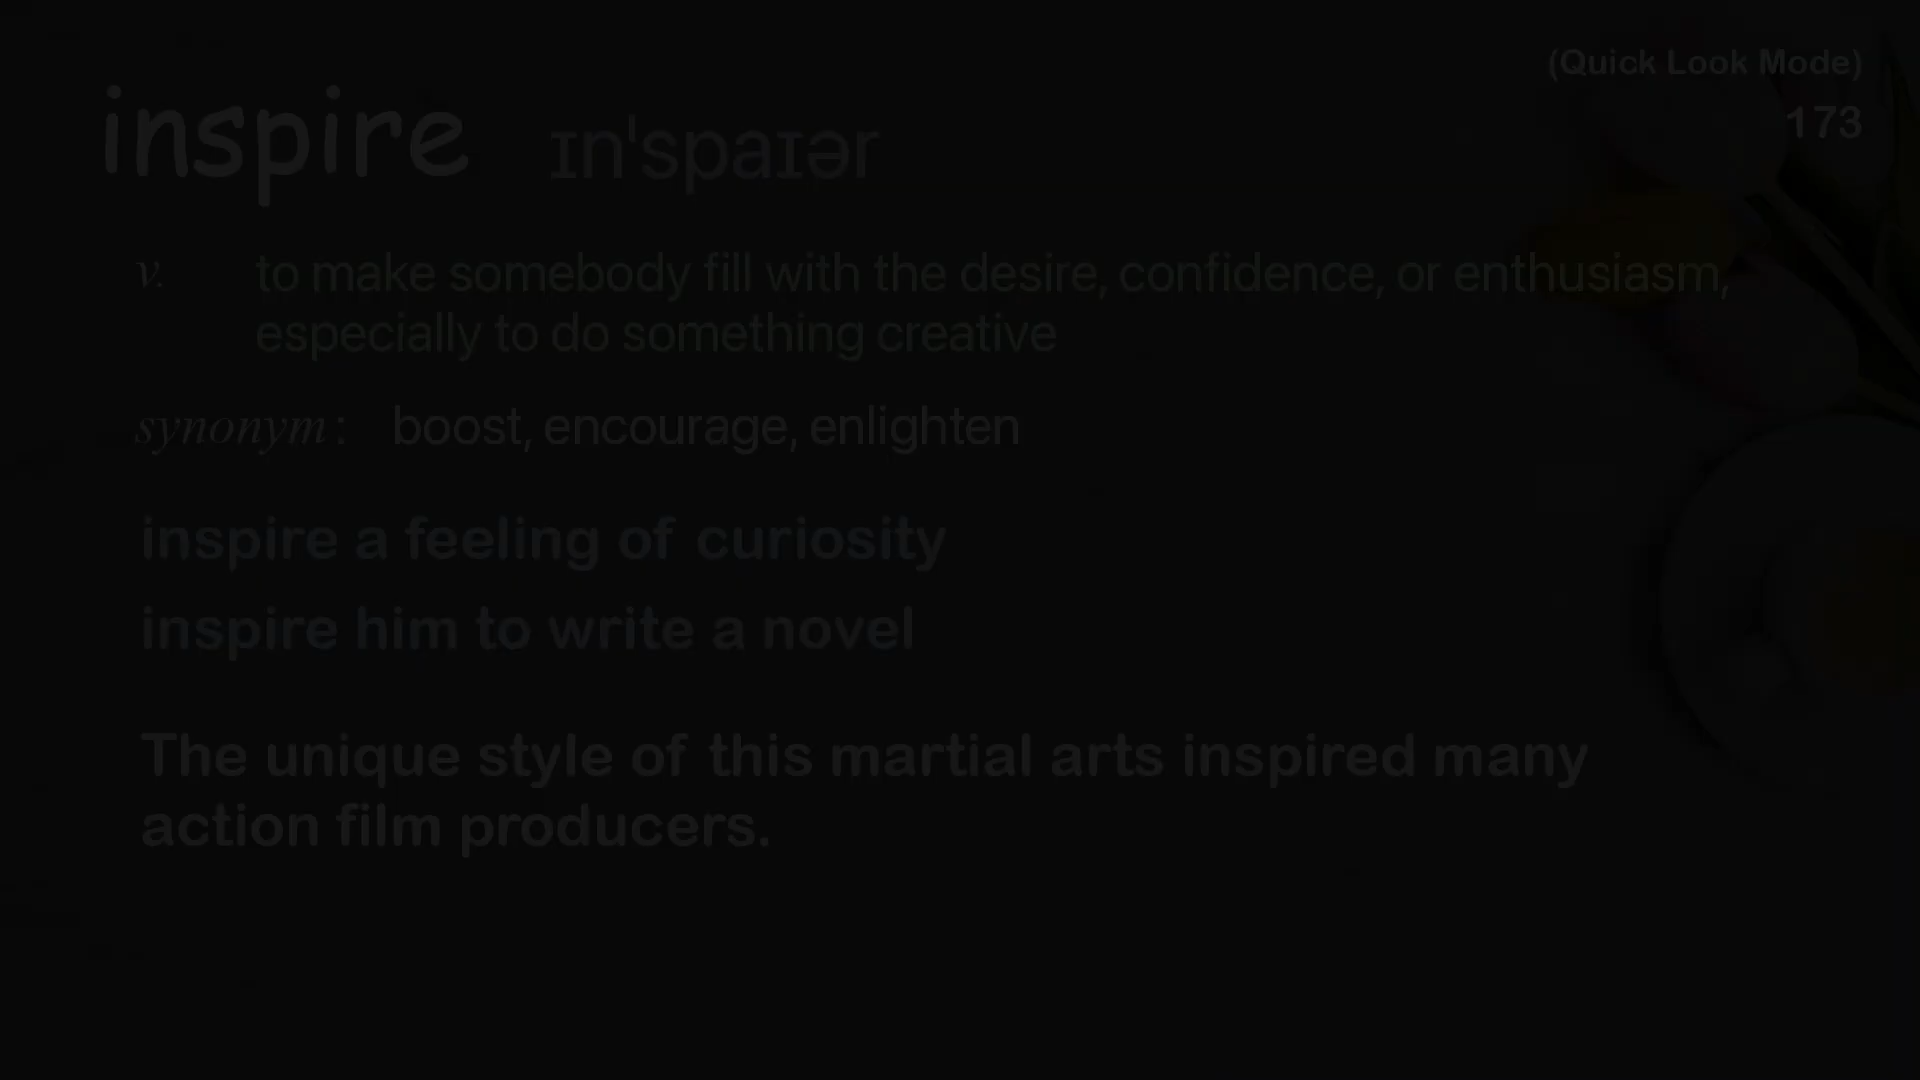 (Quick Look Mode)
inspire ɪnˈspaɪər
173
v. to make somebody fill with the desire, confidence, or enthusiasm,
especially to do something creative
synonym: boost, encourage, enlighten
inspire a feeling of curiosity
inspire him to write a novel
The unique style of this martial arts inspired many
action film producers.